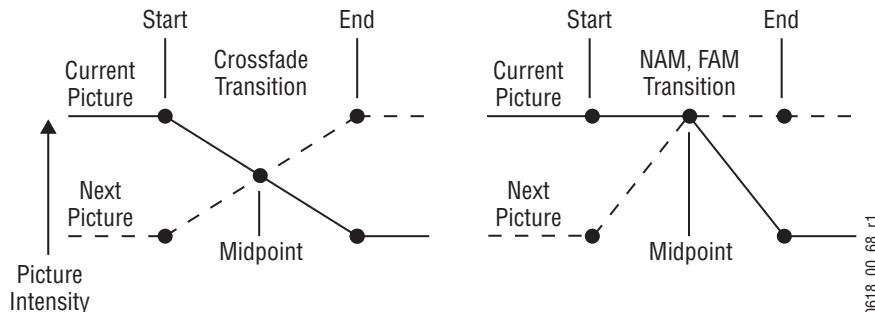 Start
End
Crossfade
Transition
Current
Picture
Next
Picture
Midpoint
Picture
Intensity
Start
End
NAM, FAM
Transition
Current
Picture
Next
Picture
Midpoint
0618_00_68_r1